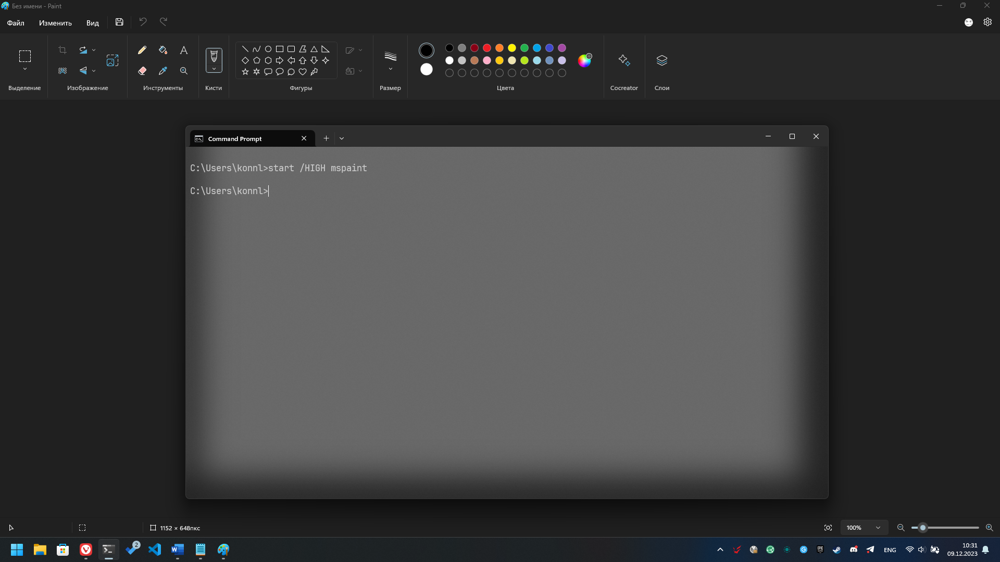 Без имени - Paint
Файл
Изменить
Вид
Выделение
Изображение
Инструменты
Кисти
Фигуры
Размер
Цвета
Cocreator
Слои
Command Prompt
C:\Users\konnl>start /HIGH mspaint
C:\Users\konnl>
1152 × 648пкс
100%
2
ENG
10:31
09.12.2023